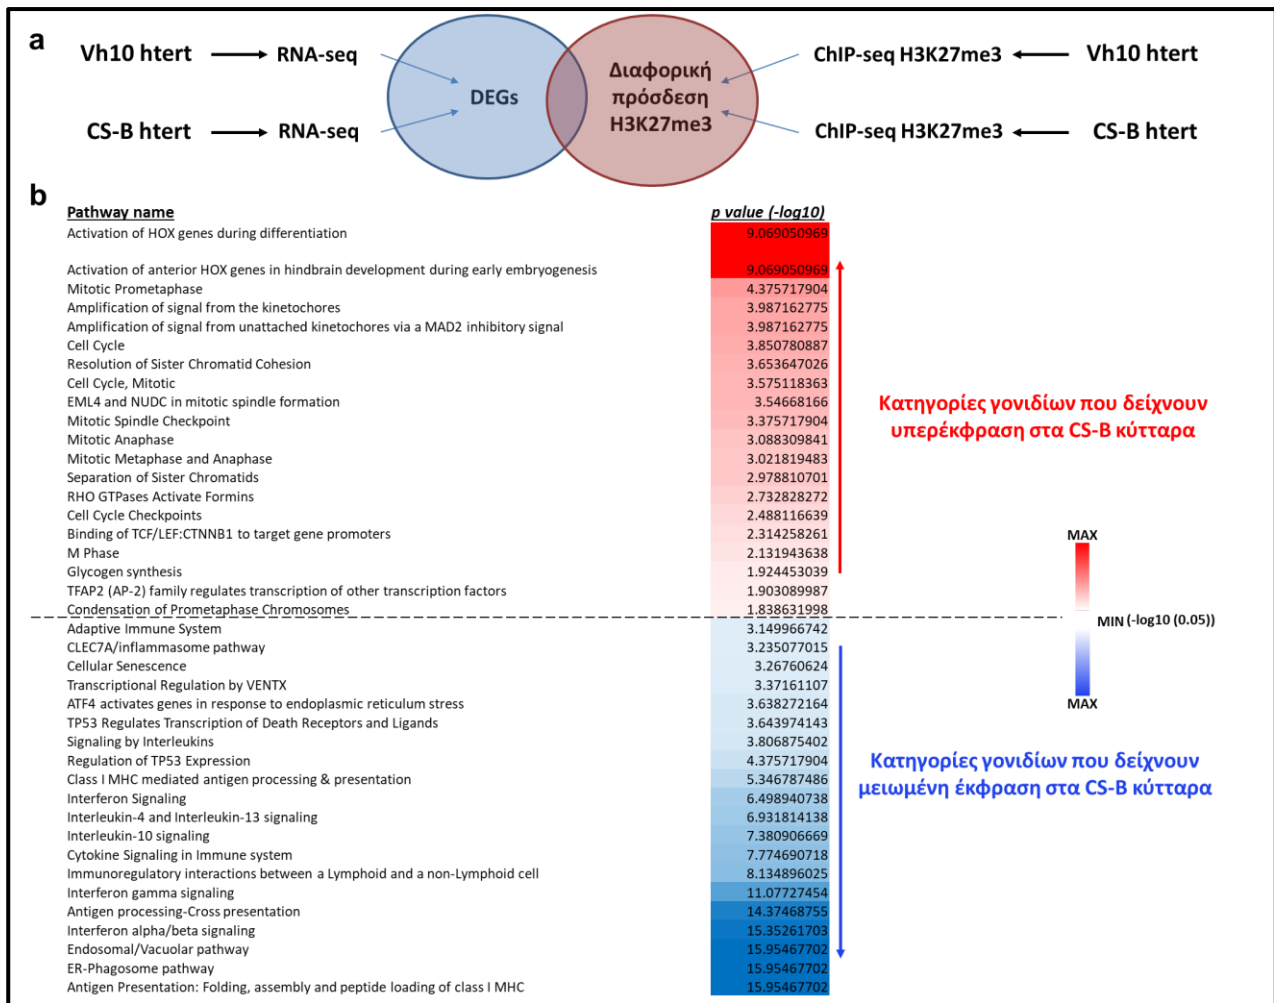 a
Vh10 htert
RNA-seq
DEGs
Διαφορική
πρόσδεση
H3K27me3
ChIP-seq H3K27me3
Vh10 htert
CS-B htert
RNA-seq
ChIP-seq H3K27me3
CS-B htert
b
Pathway name p value (-log10)
Activation of HOX genes during differentiation 9.069050969
Activation of anterior HOX genes in hindbrain development during early embryogenesis 9.069050969
Mitotic Prometaphase 4.375717904
Amplification of signal from the kinetochores 3.987162775
Amplification of signal from unattached kinetochores via a MAD2 inhibitory signal 3.987162775
Cell Cycle 3.850780887
Resolution of Sister Chromatid Cohesion 3.653647026
Cell Cycle, Mitotic 3.575118363
EML4 and NUDC in mitotic spindle formation 3.54668166
Mitotic Spindle Checkpoint 3.375717904
Mitotic Anaphase 3.088309841
Mitotic Metaphase and Anaphase 3.021819483
Separation of Sister Chromatids 2.978810701
RHO GTPases Activate Formins 2.732828272
Cell Cycle Checkpoints 2.488116639
Binding of TCF/LEF:CTNNB1 to target gene promoters 2.314258261
M Phase 2.131943638
Glycogen synthesis 1.924453039
TFAP2 (AP-2) family regulates transcription of other transcription factors 1.903089987
Condensation of Prometaphase Chromosomes 1.838631998
Adaptive Immune System 3.149966742
CLEC7A/inflammasome pathway 3.235077015
Cellular Senescence 3.26760624
Transcriptional Regulation by VENTX 3.37161107
ATF4 activates genes in response to endoplasmic reticulum stress 3.638272164
TP53 Regulates Transcription of Death Receptors and Ligands 3.643974143
Signaling by Interleukins 3.806875402
Regulation of TP53 Expression 4.375717904
Class I MHC mediated antigen processing & presentation 5.346787486
Interferon Signaling 6.498940738
Interleukin-4 and Interleukin-13 signaling 6.931814138
Interleukin-10 signaling 7.380906669
Cytokine Signaling in Immune system 7.774690718
Immunoregulatory interactions between a Lymphoid and a non-Lymphoid cell 8.134896025
Interferon gamma signaling 11.07727454
Antigen processing-Cross presentation 14.37468755
Interferon alpha/beta signaling 15.35261703
Endosomal/Vacuolar pathway 15.95467702
ER-Phagosome pathway 15.95467702
Antigen Presentation: Folding, assembly and peptide loading of class I MHC 15.95467702
Κατηγορίες γονιδίων που δείχνουν
υπερέκφραση στα CS-B κύτταρα
MAX
MIN (-log10 (0.05))
MAX
Κατηγορίες γονιδίων που δείχνουν
μειωμένη έκφραση στα CS-B κύτταρα